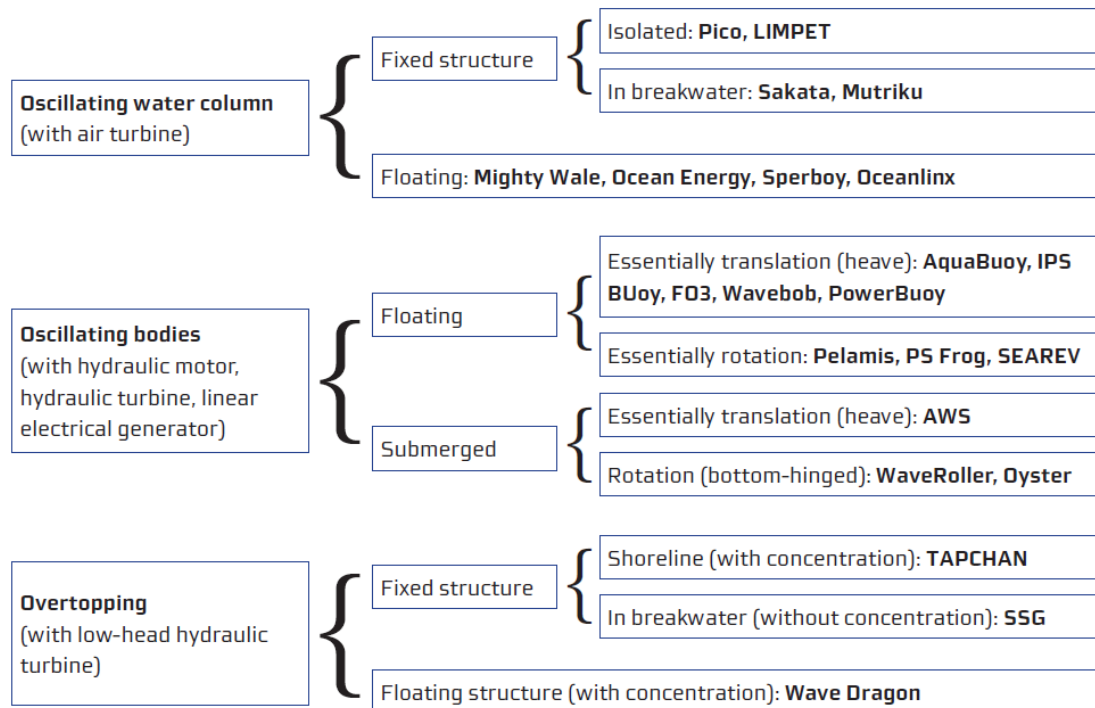 Oscillating water column
(with air turbine)
Fixed structure
Isolated: Pico, LIMPET
In breakwater: Sakata, Mutriku
Floating: Mighty Wale, Ocean Energy, Sperboy, Oceanlinx
Oscillating bodies
(with hydraulic motor,
hydraulic turbine, linear
electrical generator)
Floating
Essentially translation (heave): AquaBuoy, IPS
BUoy, FO3, Wavebob, PowerBuoy
Essentially rotation: Pelamis, PS Frog, SEAREV
Submerged
Essentially translation (heave): AWS
Rotation (bottom-hinged): WaveRoller, Oyster
Overtopping
(with low-head hydraulic
turbine)
Fixed structure
Shoreline (with concentration): TAPCHAN
In breakwater (without concentration): SSG
Floating structure (with concentration): Wave Dragon